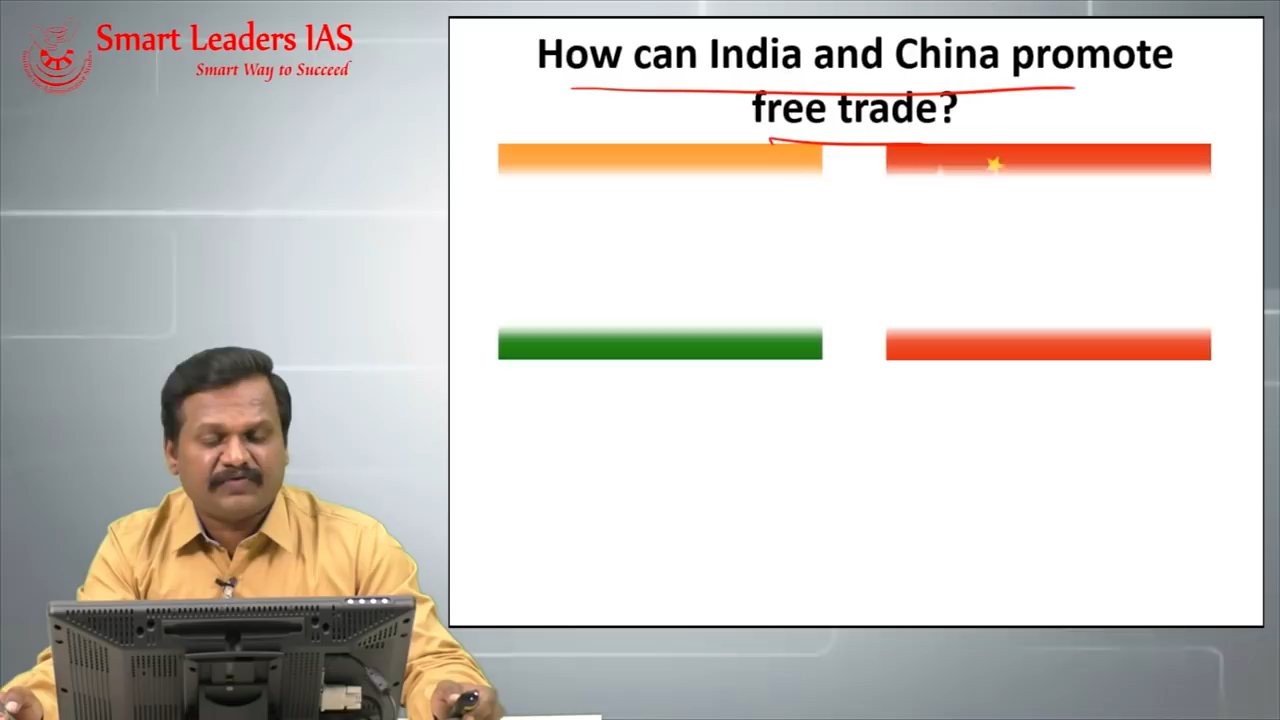 Smart Leaders IAS
Smart Way to Succeed
How can India and China promote
free trade?